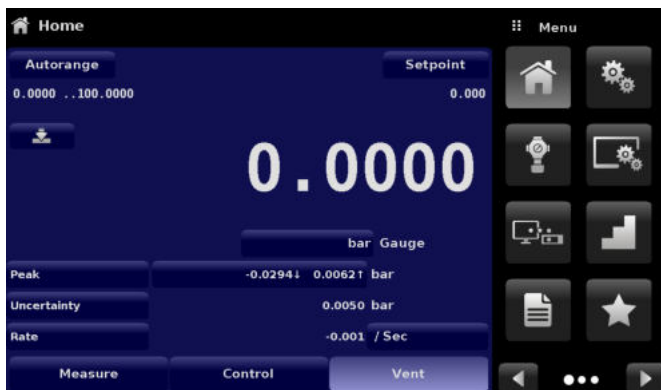 Home
Menu
Autorange
Setpoint
0.0000 ..100.0000
0.000
0.0000
bar Gauge
Peak -0.0294↓ 0.0062↑ bar
Uncertainty 0.0050 bar
Rate -0.001 / Sec
Measure Control Vent